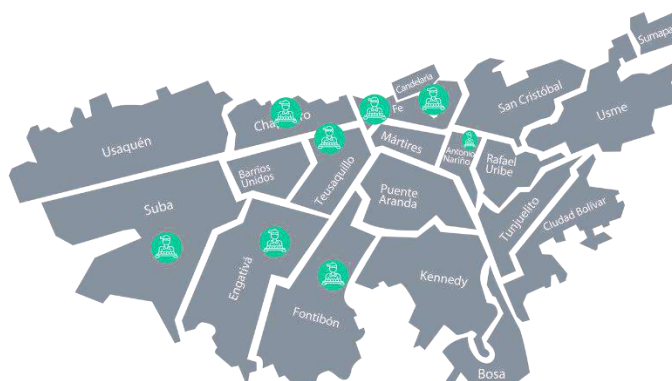 Sumapa
Candelaria
Fe
San Cristóbal
Usme
Usaquén
Mártires
Antonio
Nariño
Rafael
Uribe
Barrios
Unidos
Teusaquillo
Puente
Aranda
Suba
Tunjuelito
Ciudad Bolívar
Engativá
Kennedy
Fontibón
Bosa